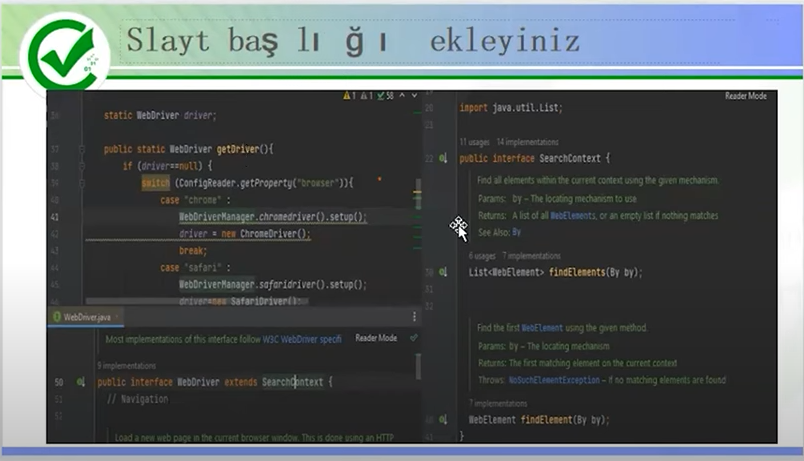 Slayt başlığı ekleyiniz
1 1 58
static WebDriver driver;
37 public static WebDriver getDriver(){
38 if (driver==null) {
39 switch (ConfigReader.getProperty("browser")){
40 case "chrome" :
41 WebDriverManager.chromedriver().setup();
42 driver = new ChromeDriver();
43 break;
44 case "safari" :
WebDriverManager.safaridriver().setup();
driver=new SafariDriver();
WebDriver.java
Most implementations of this interface follow W3C WebDriver specifi
Reader Mode
9 implementations
50 public interface WebDriver extends SearchContext {
51 // Navigation
Load a new web page in the current browser window. This is done using an HTTP
Reader Mode
20 import java.util.List;
21
11 usages 14 implementations
22 public interface SearchContext {
Find all elements within the current context using the given mechanism.
Params: by – The locating mechanism to use
Returns: A list of all WebElements, or an empty list if nothing matches
See Also: By
6 usages 7 implementations
30 List<WebElement> findElements(By by);
31
32
Find the first WebElement using the given method.
Params: by – The locating mechanism
Returns: The first matching element on the current context
Throws: NoSuchElementException – If no matching elements are found
7 implementations
40 WebElement findElement(By by);
}